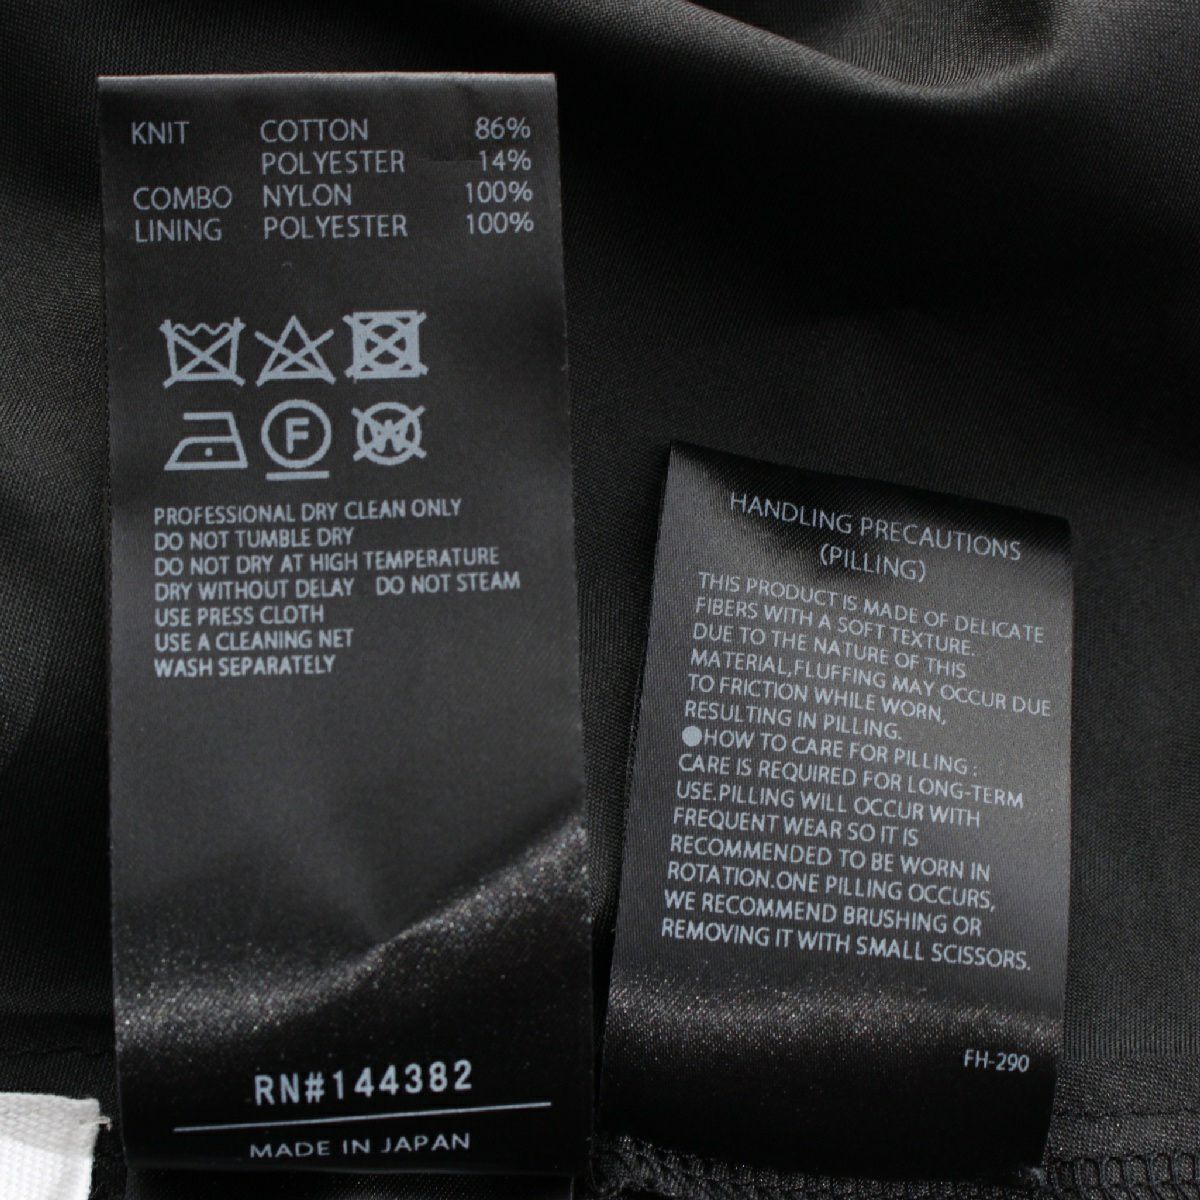 KNIT COTTON 86%
POLYESTER 14%
COMBO NYLON 100%
LINING POLYESTER 100%
F
W
PROFESSIONAL DRY CLEAN ONLY
DO NOT TUMBLE DRY
DO NOT DRY AT HIGH TEMPERATURE
DRY WITHOUT DELAY DO NOT STEAM
USE PRESS CLOTH
USE A CLEANING NET
WASH SEPARATELY
RN#144382
MADE IN JAPAN
HANDLING PRECAUTIONS
(PILLING)
THIS PRODUCT IS MADE OF DELICATE
FIBERS WITH A SOFT TEXTURE.
DUE TO THE NATURE OF THIS
MATERIAL,FLUFFING MAY OCCUR DUE
TO FRICTION WHILE WORN,
RESULTING IN PILLING.
●HOW TO CARE FOR PILLING :
CARE IS REQUIRED FOR LONG-TERM
USE.PILLING WILL OCCUR WITH
FREQUENT WEAR SO IT IS
RECOMMENDED TO BE WORN IN
ROTATION.ONE PILLING OCCURS,
WE RECOMMEND BRUSHING OR
REMOVING IT WITH SMALL SCISSORS.
FH-290